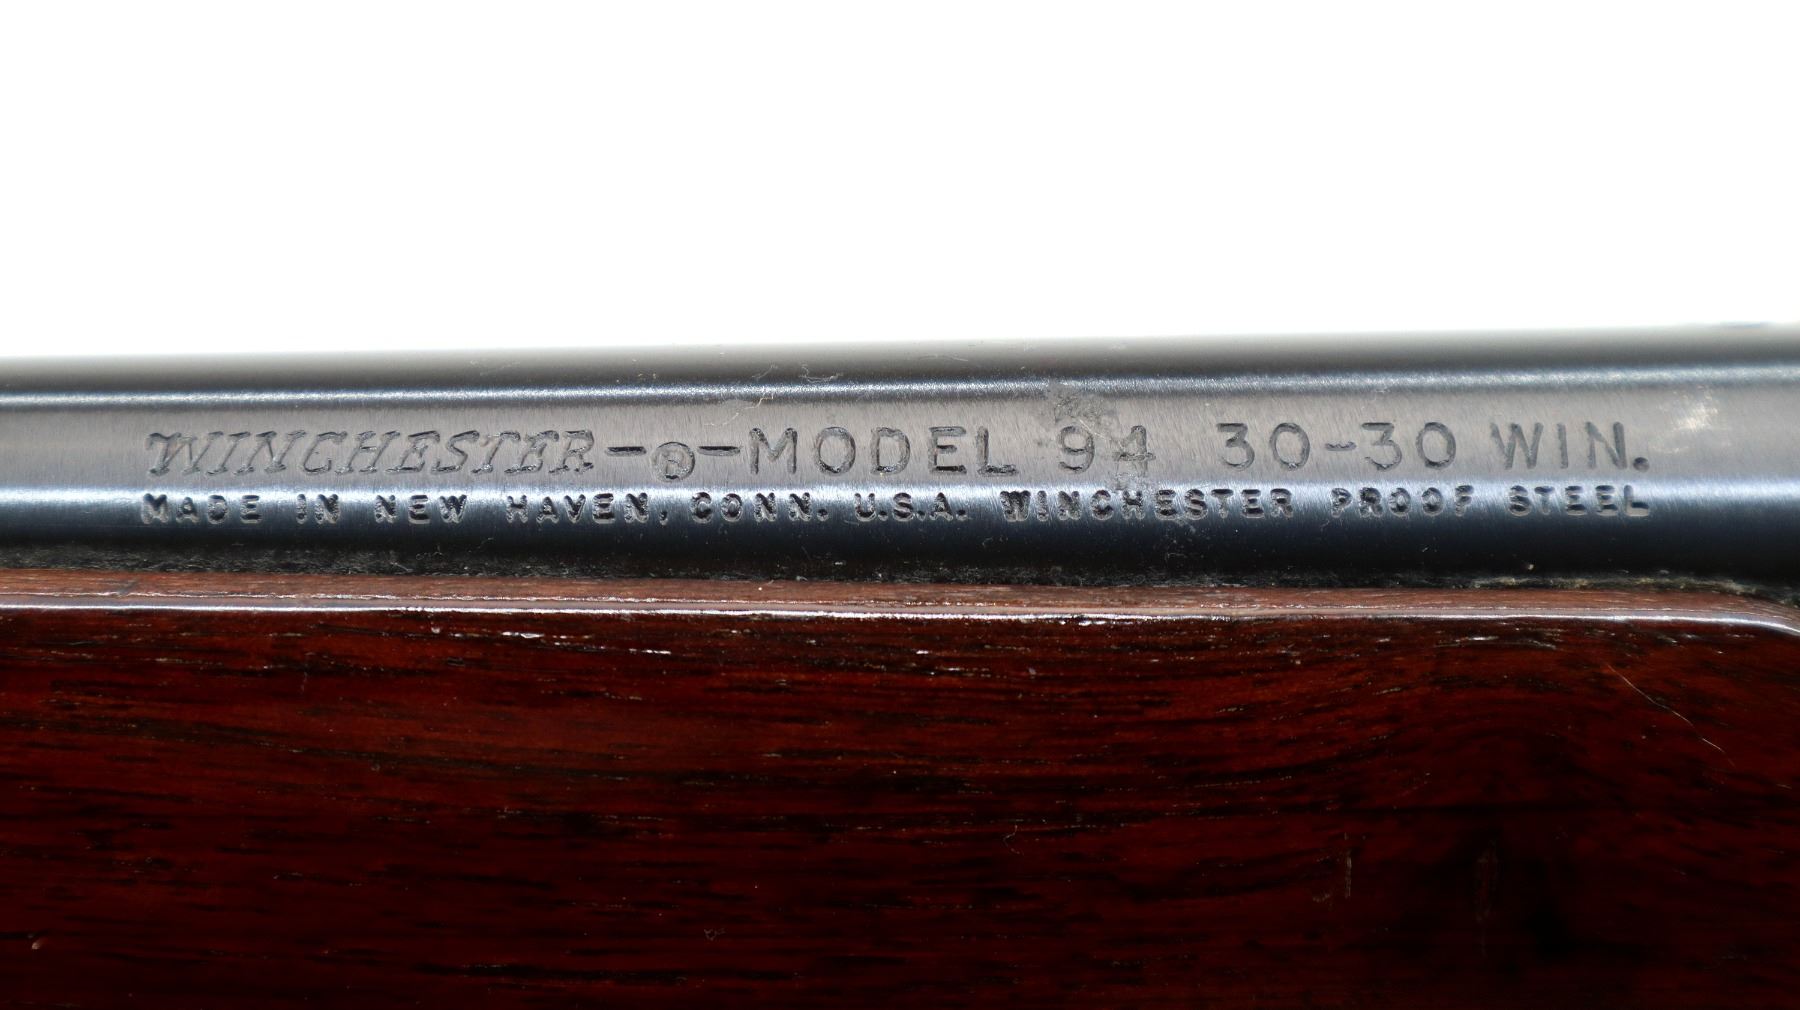 WINCHESTER-®-MODEL 94 30-30 WIN.
MADE IN NEW HAVEN, CONN. U.S.A. WINCHESTER PROOF STEEL